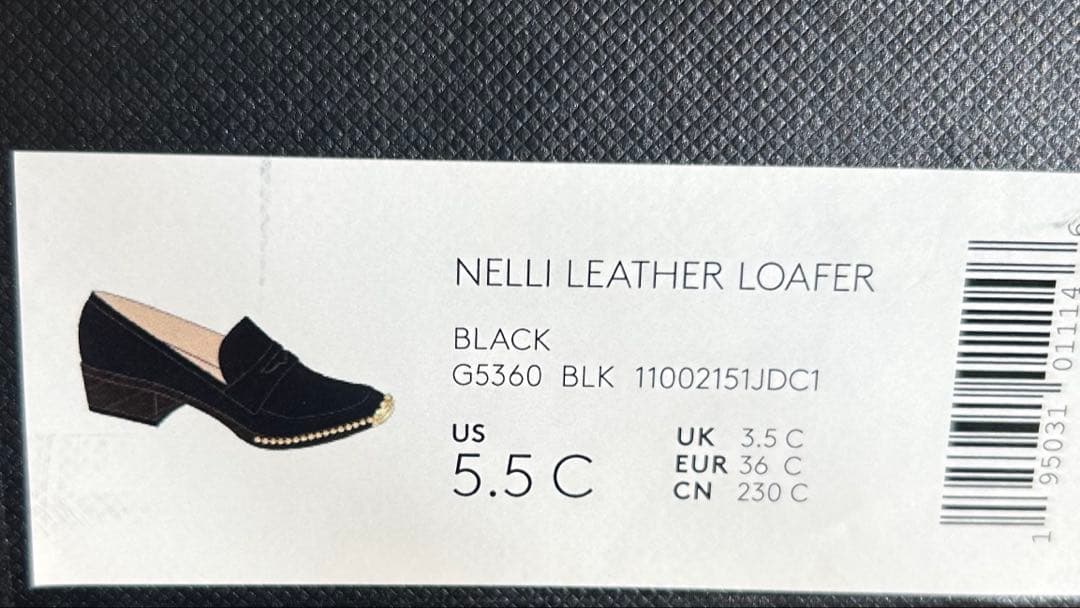 NELLI LEATHER LOAFER
BLACK
G5360 BLK 11002151JDC1
US
5.5 C
UK 3.5 C
EUR 36 C
CN 230 C
1 95031 01114 6